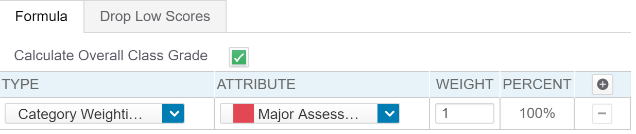 Formula Drop Low Scores
Calculate Overall Class Grade
TYPE ATTRIBUTE WEIGHT PERCENT
Category Weighti... Major Assess... 1 100%